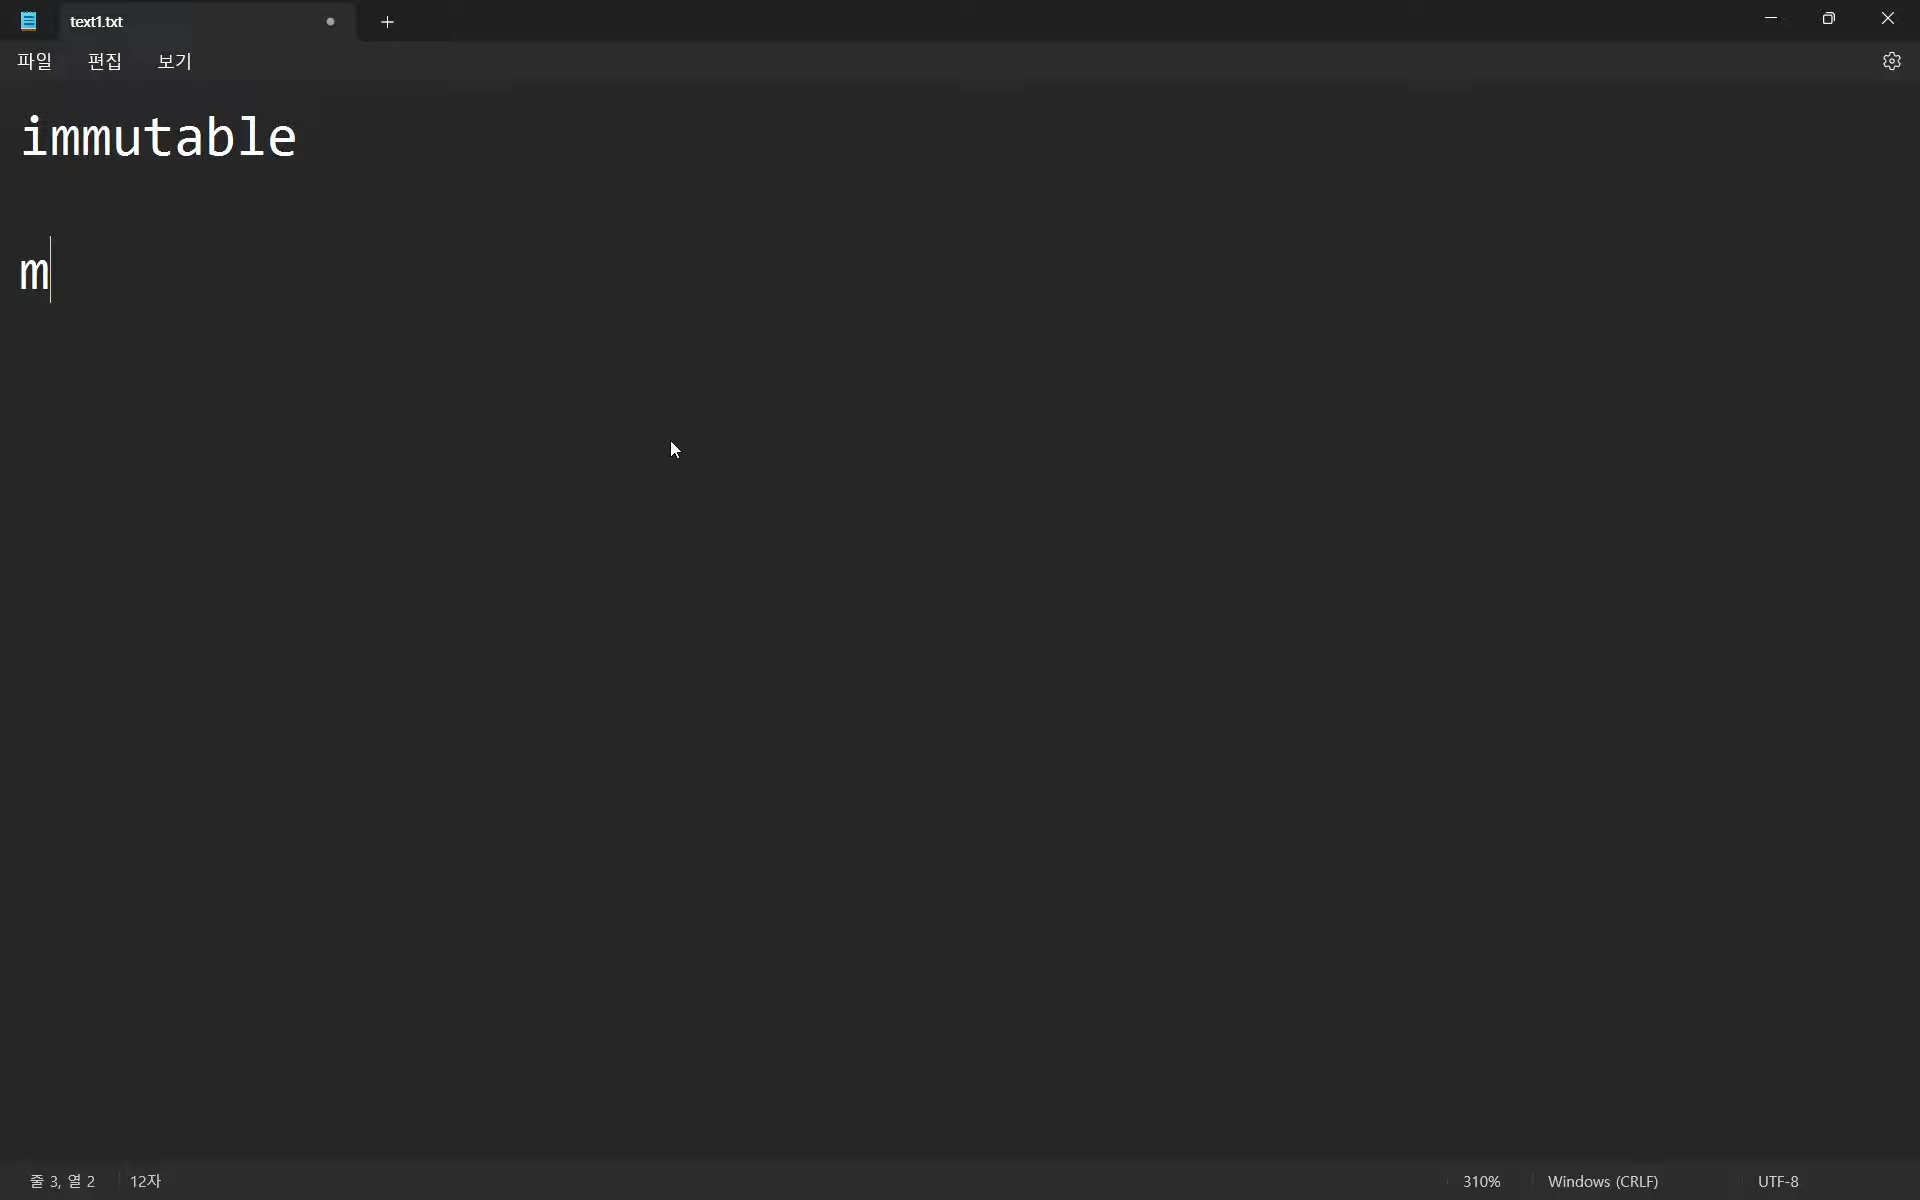 text1.txt
파일 편집 보기
immutable
m
줄 3, 열 2 12자 310% Windows (CRLF) UTF-8